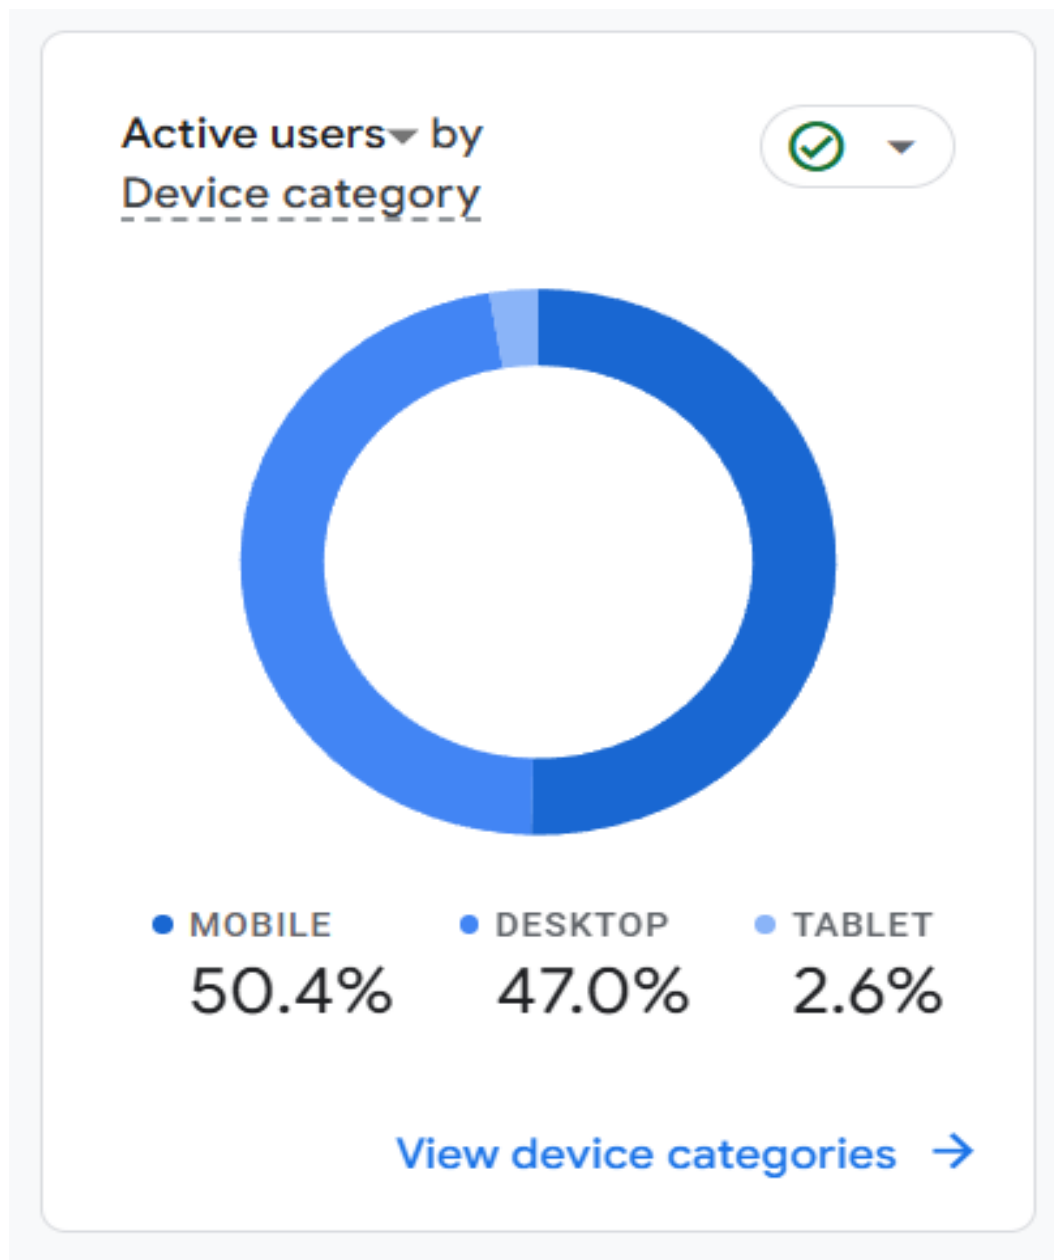 Active users by
Device category
MOBILE DESKTOP TABLET
50.4% 47.0% 2.6%
View device categories